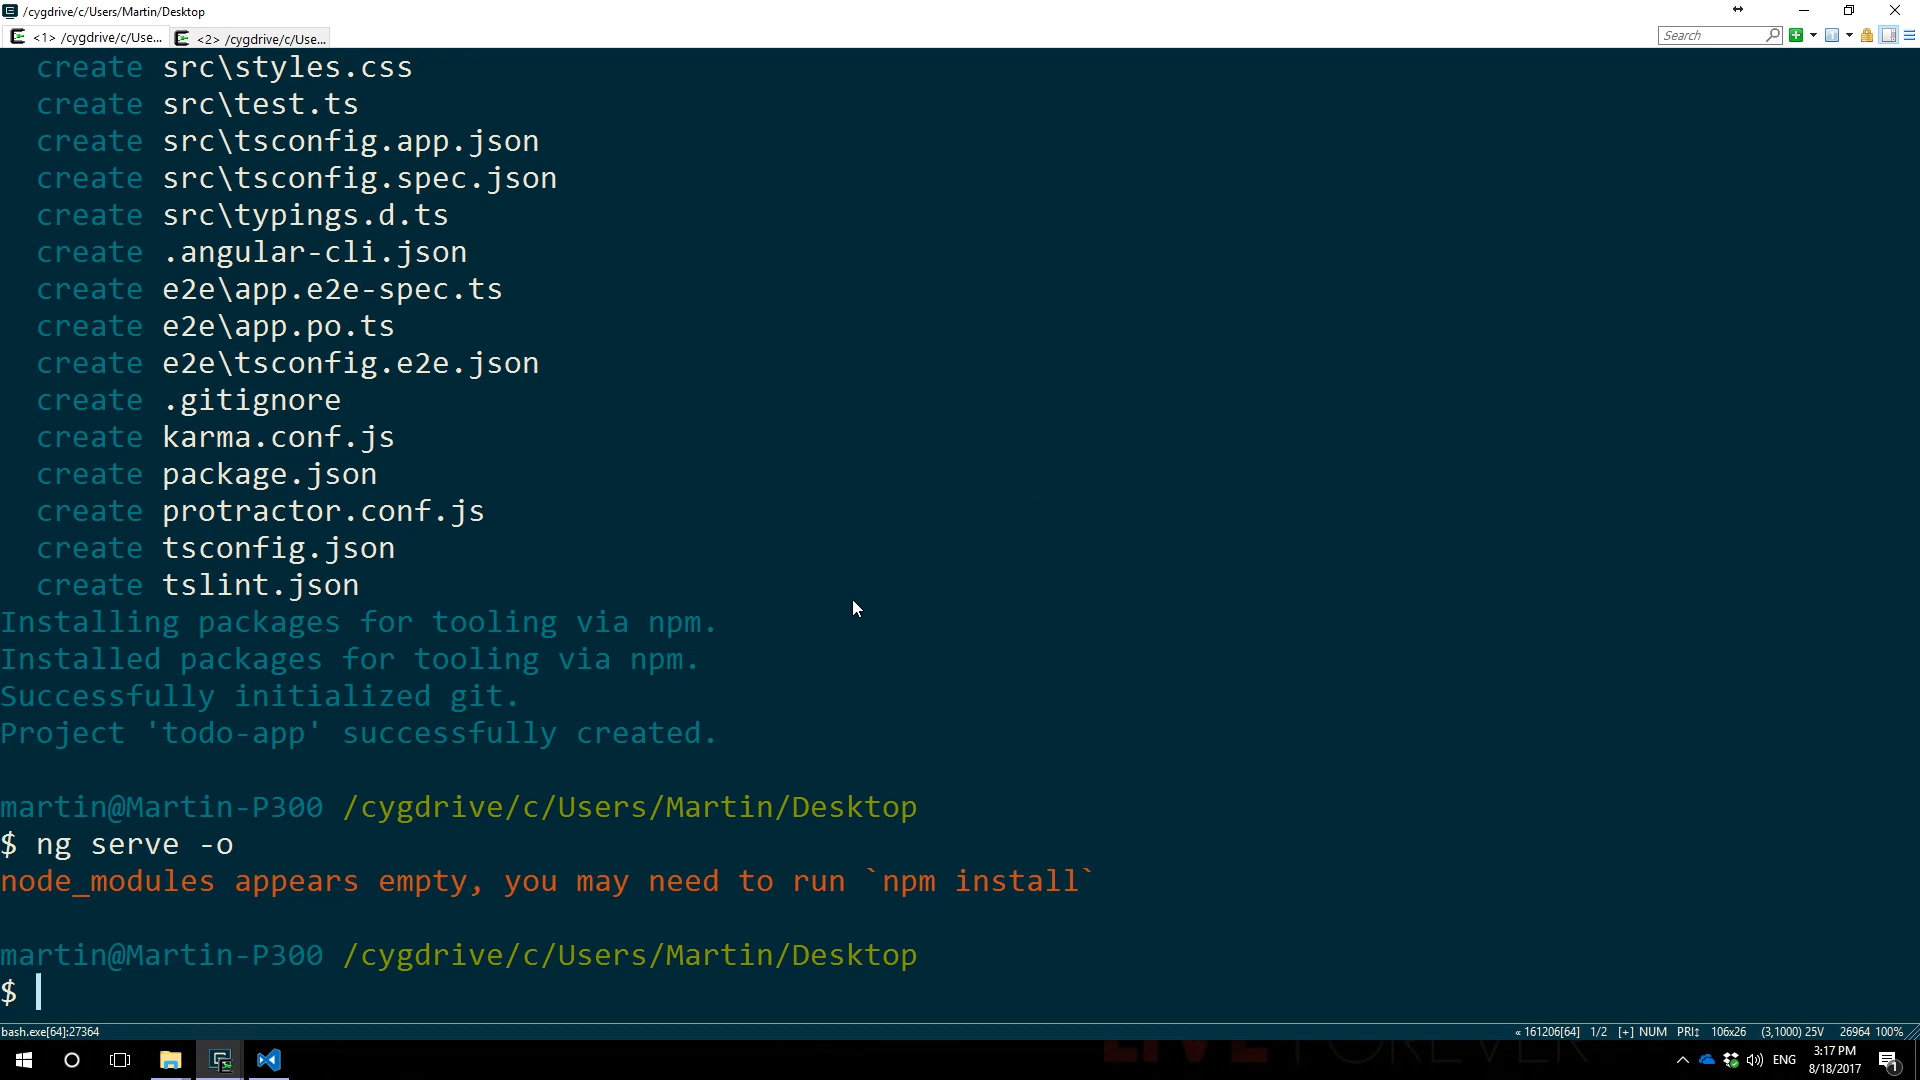 /cygdrive/c/Users/Martin/Desktop
<1> /cygdrive/c/Use...
<2> /cygdrive/c/Use...
Search
create src\styles.css
create src\test.ts
create src\tsconfig.app.json
create src\tsconfig.spec.json
create src\typings.d.ts
create .angular-cli.json
create e2e\app.e2e-spec.ts
create e2e\app.po.ts
create e2e\tsconfig.e2e.json
create .gitignore
create karma.conf.js
create package.json
create protractor.conf.js
create tsconfig.json
create tslint.json
Installing packages for tooling via npm.
Installed packages for tooling via npm.
Successfully initialized git.
Project 'todo-app' successfully created.
martin@Martin-P300 /cygdrive/c/Users/Martin/Desktop
$ ng serve -o
node_modules appears empty, you may need to run `npm install`
martin@Martin-P300 /cygdrive/c/Users/Martin/Desktop
$
bash.exe[64]:27364
« 161206[64] 1/2 [+] NUM PRI↕ 106x26 (3,1000) 25V 26964 100%
LIVE FOREVER
ENG
3:17 PM
8/18/2017
1